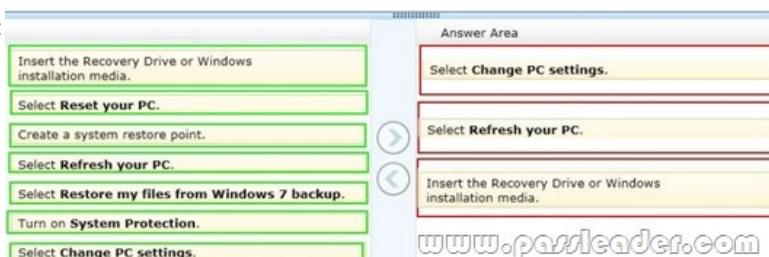 Answer Area
Insert the Recovery Drive or Windows
installation media.
Select Reset your PC.
Create a system restore point.
Select Refresh your PC.
Select Restore my files from Windows 7 backup.
Turn on System Protection.
Select Change PC settings.
Select Change PC settings.
Select Refresh your PC.
Insert the Recovery Drive or Windows
installation media.
www.passleader.com